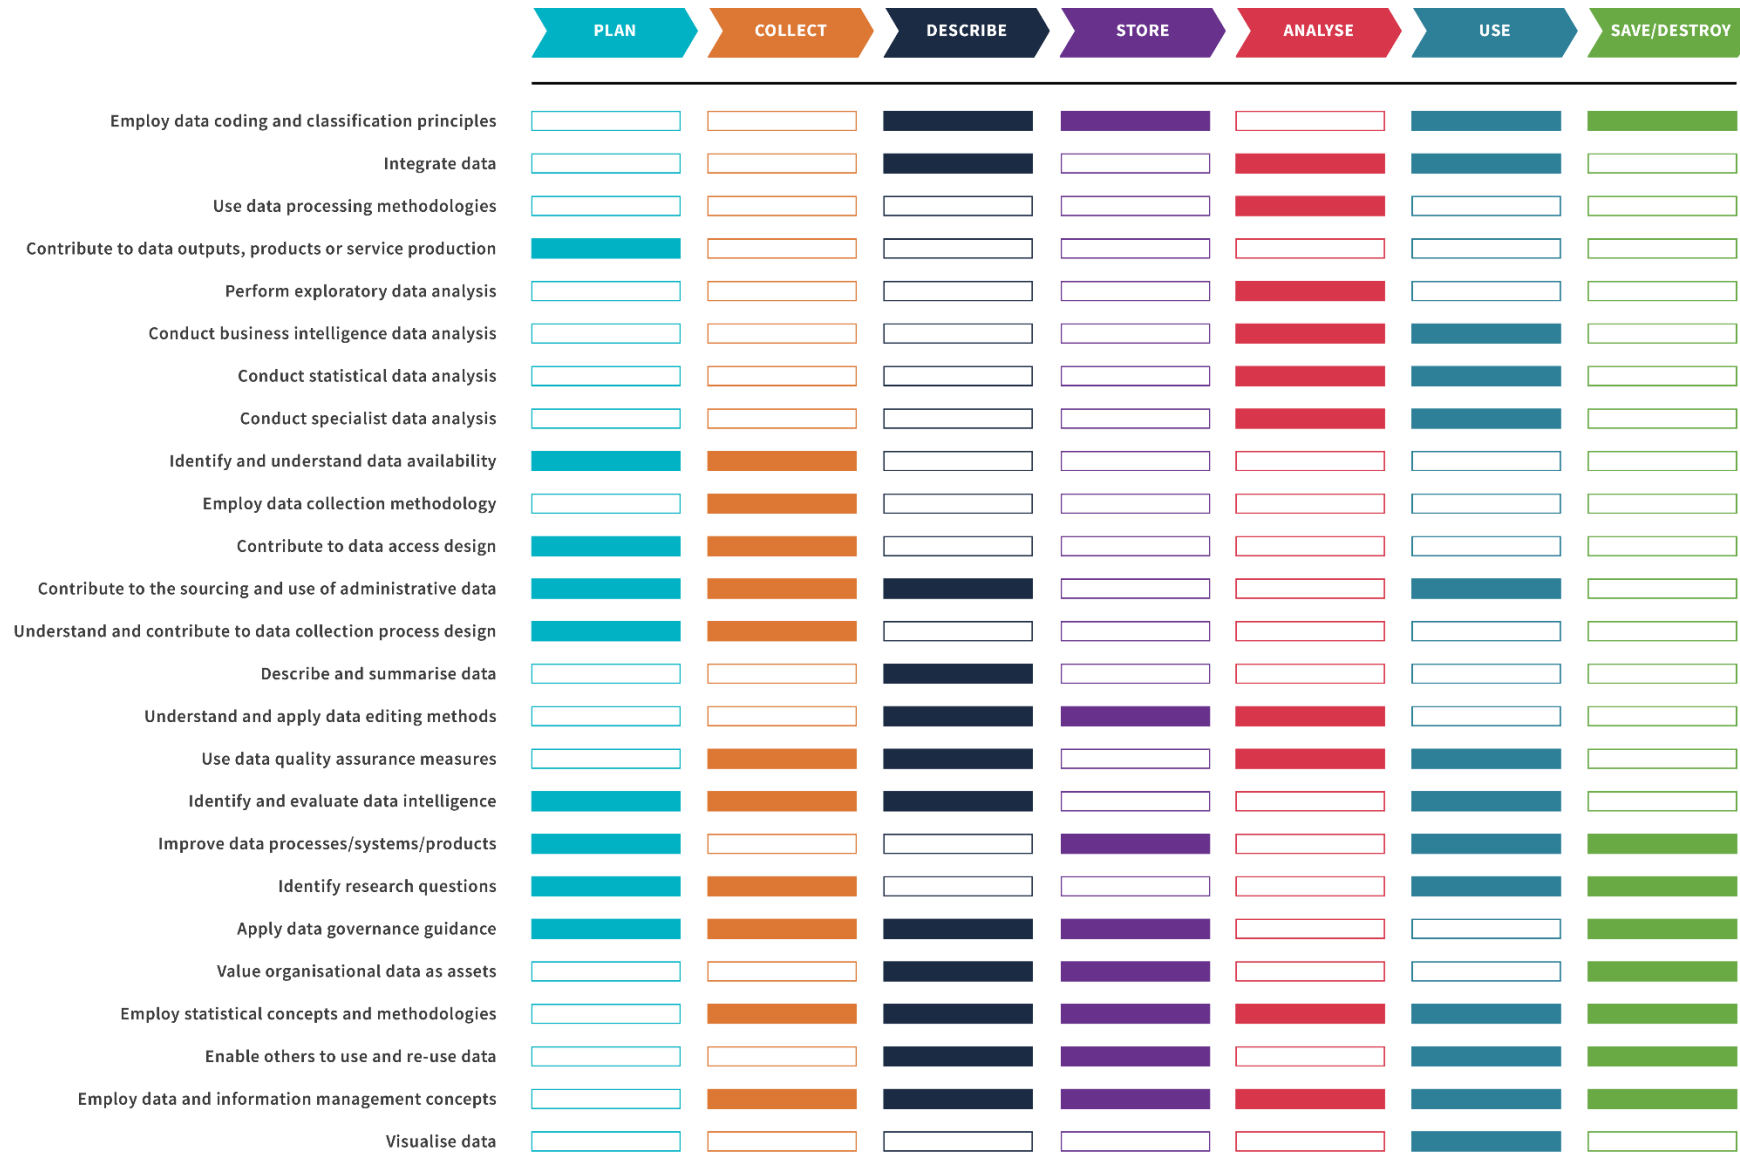 PLAN COLLECT DESCRIBE STORE ANALYSE USE SAVE/DESTROY
Employ data coding and classification principles
Integrate data
Use data processing methodologies
Contribute to data outputs, products or service production
Perform exploratory data analysis
Conduct business intelligence data analysis
Conduct statistical data analysis
Conduct specialist data analysis
Identify and understand data availability
Employ data collection methodology
Contribute to data access design
Contribute to the sourcing and use of administrative data
Understand and contribute to data collection process design
Describe and summarise data
Understand and apply data editing methods
Use data quality assurance measures
Identify and evaluate data intelligence
Improve data processes/systems/products
Identify research questions
Apply data governance guidance
Value organisational data as assets
Employ statistical concepts and methodologies
Enable others to use and re-use data
Employ data and information management concepts
Visualise data